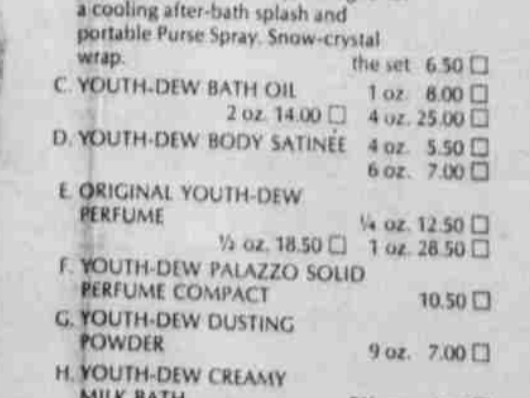 a cooling after-bath splash and
portable Purse Spray. Snow-crystal
wrap. the set 6.50 □
C. YOUTH-DEW BATH OIL 1 oz. 8.00 □
2 oz. 14.00 □ 4 oz. 25.00 □
D. YOUTH-DEW BODY SATINÉE 4 oz. 5.50 □
6 oz. 7.00 □
E. ORIGINAL YOUTH-DEW
PERFUME ¼ oz. 12.50 □
½ oz. 18.50 □ 1 oz. 28.50 □
F. YOUTH-DEW PALAZZO SOLID
PERFUME COMPACT 10.50 □
G. YOUTH-DEW DUSTING
POWDER 9 oz. 7.00 □
H. YOUTH-DEW CREAMY
MILK BATH